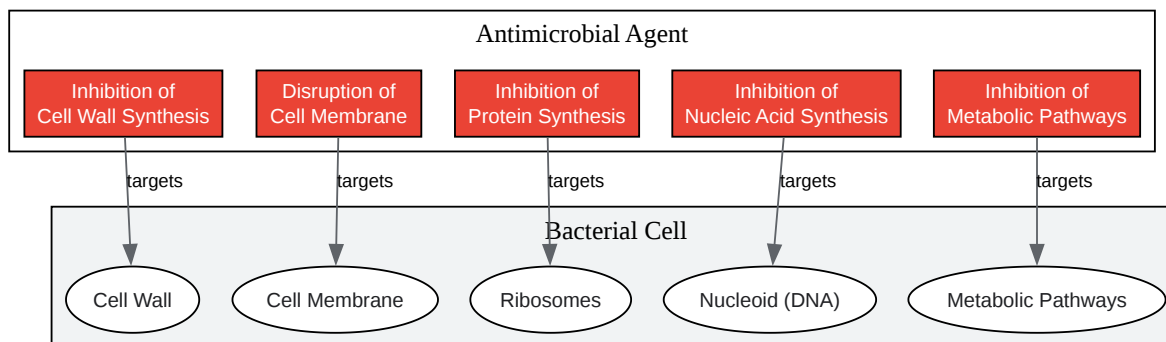 Antimicrobial Agent
Inhibition of
Cell Wall Synthesis
Disruption of
Cell Membrane
Inhibition of
Protein Synthesis
Inhibition of
Nucleic Acid Synthesis
Inhibition of
Metabolic Pathways
targets
targets
targets
targets
targets
Bacterial Cell
Cell Wall
Cell Membrane
Ribosomes
Nucleoid (DNA)
Metabolic Pathways